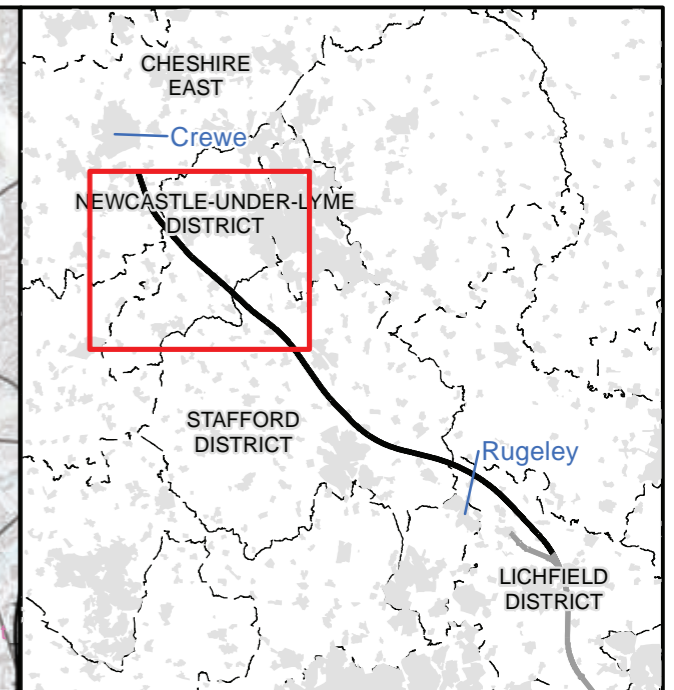 CHESHIRE
EAST
Crewe
NEWCASTLE-UNDER-LYME
DISTRICT
STAFFORD
DISTRICT
Rugeley
LICHFIELD
DISTRICT